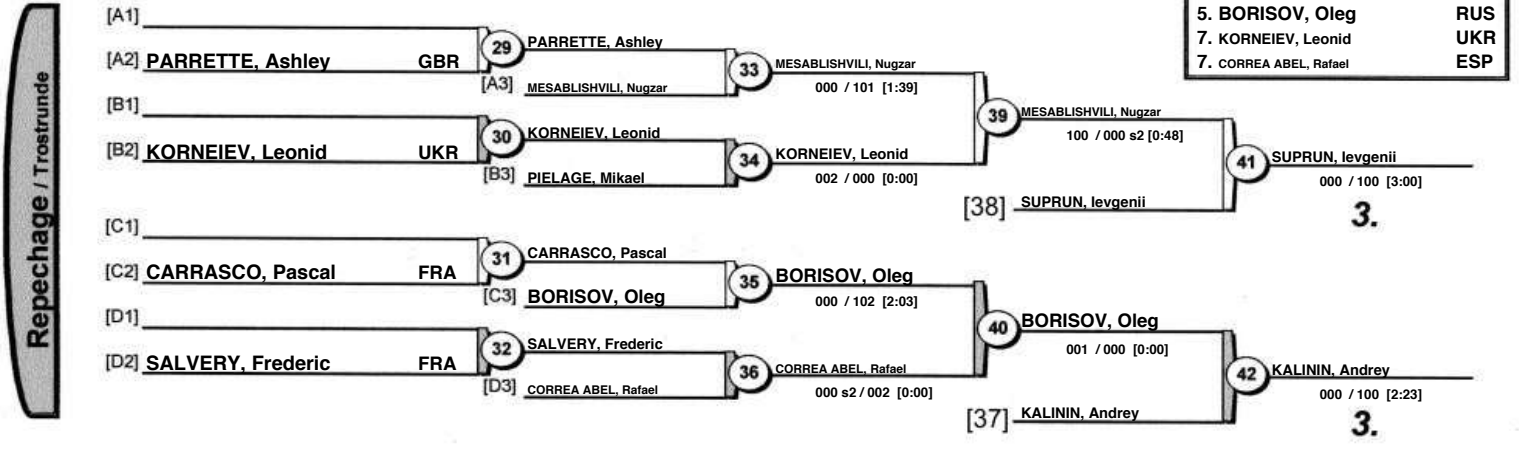 Repechage / Trostrunde
5. BORISOV, Oleg RUS
7. KORNEIEV, Leonid UKR
7. CORREA ABEL, Rafael ESP
[A1]
[A2] PARRETTE, Ashley GBR
29
PARRETTE, Ashley
[A3] MESABLISHVILI, Nugzar
33
MESABLISHVILI, Nugzar
000 / 101 [1:39]
[B1]
[B2] KORNEIEV, Leonid UKR
30
KORNEIEV, Leonid
[B3] PIELAGE, Mikael
34
KORNEIEV, Leonid
002 / 000 [0:00]
39
MESABLISHVILI, Nugzar
100 / 000 s2 [0:48]
[38] SUPRUN, Ievgenii
41
SUPRUN, Ievgenii
000 / 100 [3:00]
3.
[C1]
[C2] CARRASCO, Pascal FRA
31
CARRASCO, Pascal
[C3] BORISOV, Oleg
35
BORISOV, Oleg
000 / 102 [2:03]
[D1]
[D2] SALVERY, Frederic FRA
32
SALVERY, Frederic
[D3] CORREA ABEL, Rafael
36
CORREA ABEL, Rafael
000 s2 / 002 [0:00]
40
BORISOV, Oleg
001 / 000 [0:00]
[37] KALININ, Andrey
42
KALININ, Andrey
000 / 100 [2:23]
3.